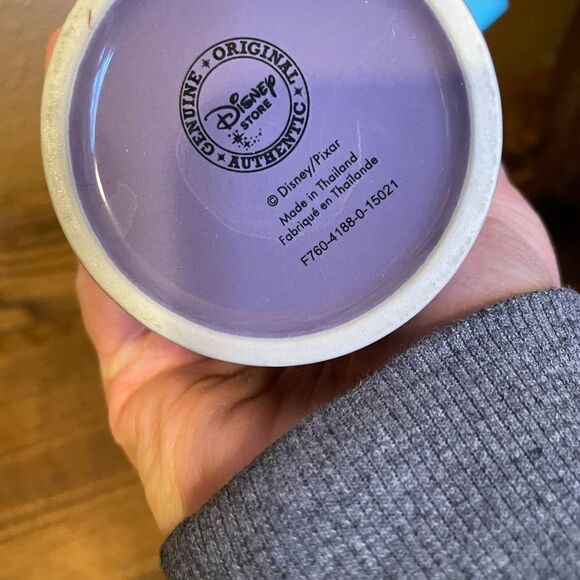 GENUINE ✦ ORIGINAL ✦ AUTHENTIC ✦
Disney
STORE
© Disney/Pixar
Made in Thailand
Fabriqué en Thaïlande
F760-4188-0-15021